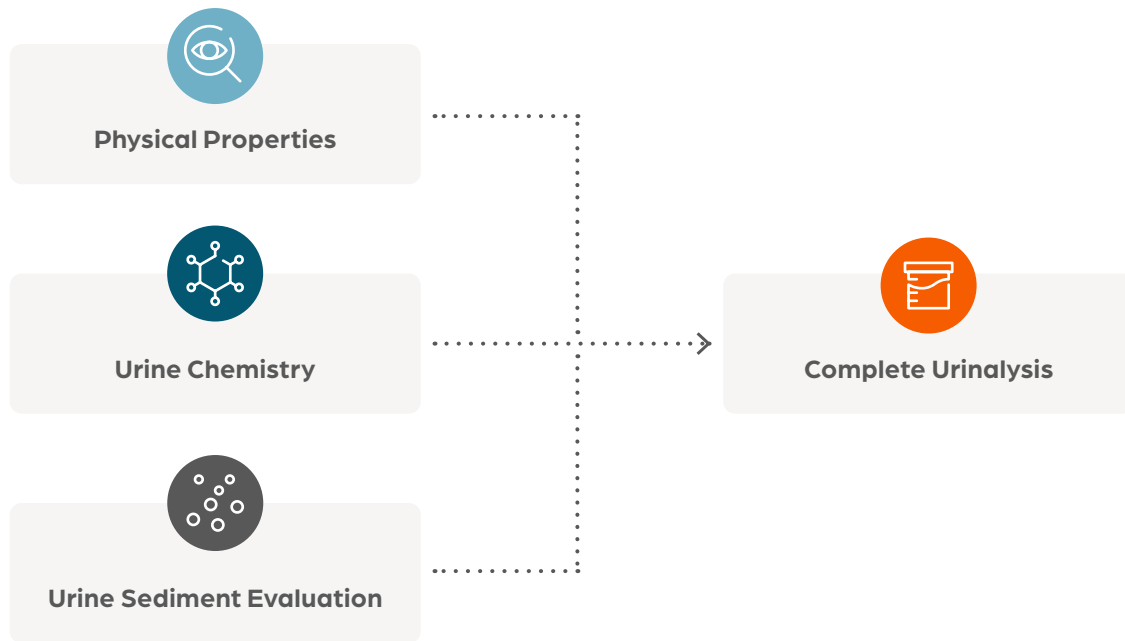 Physical Properties
Urine Chemistry
Complete Urinalysis
Urine Sediment Evaluation